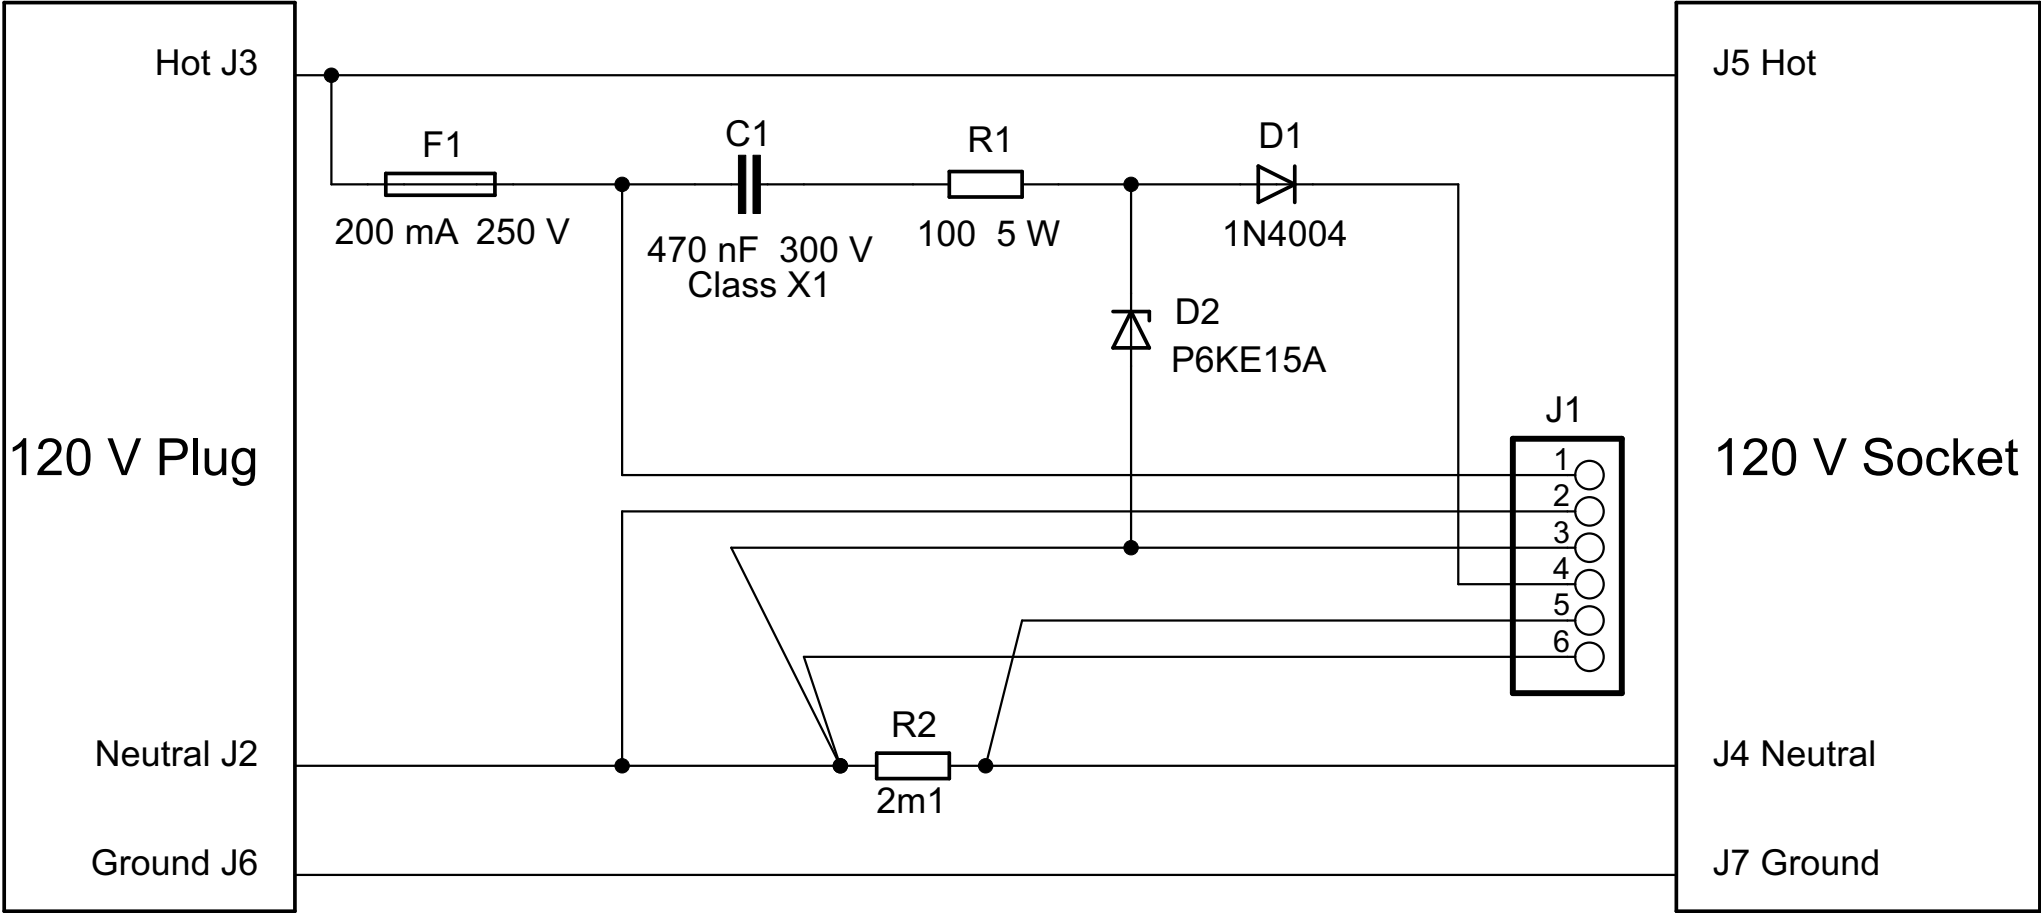 Hot J3
J5 Hot
F1
C1
R1
D1
200 mA 250 V
470 nF 300 V
Class X1
100 5 W
1N4004
D2
P6KE15A
J1
120 V Plug
1
2
3
4
5
6
120 V Socket
R2
2m1
Neutral J2
J4 Neutral
Ground J6
J7 Ground